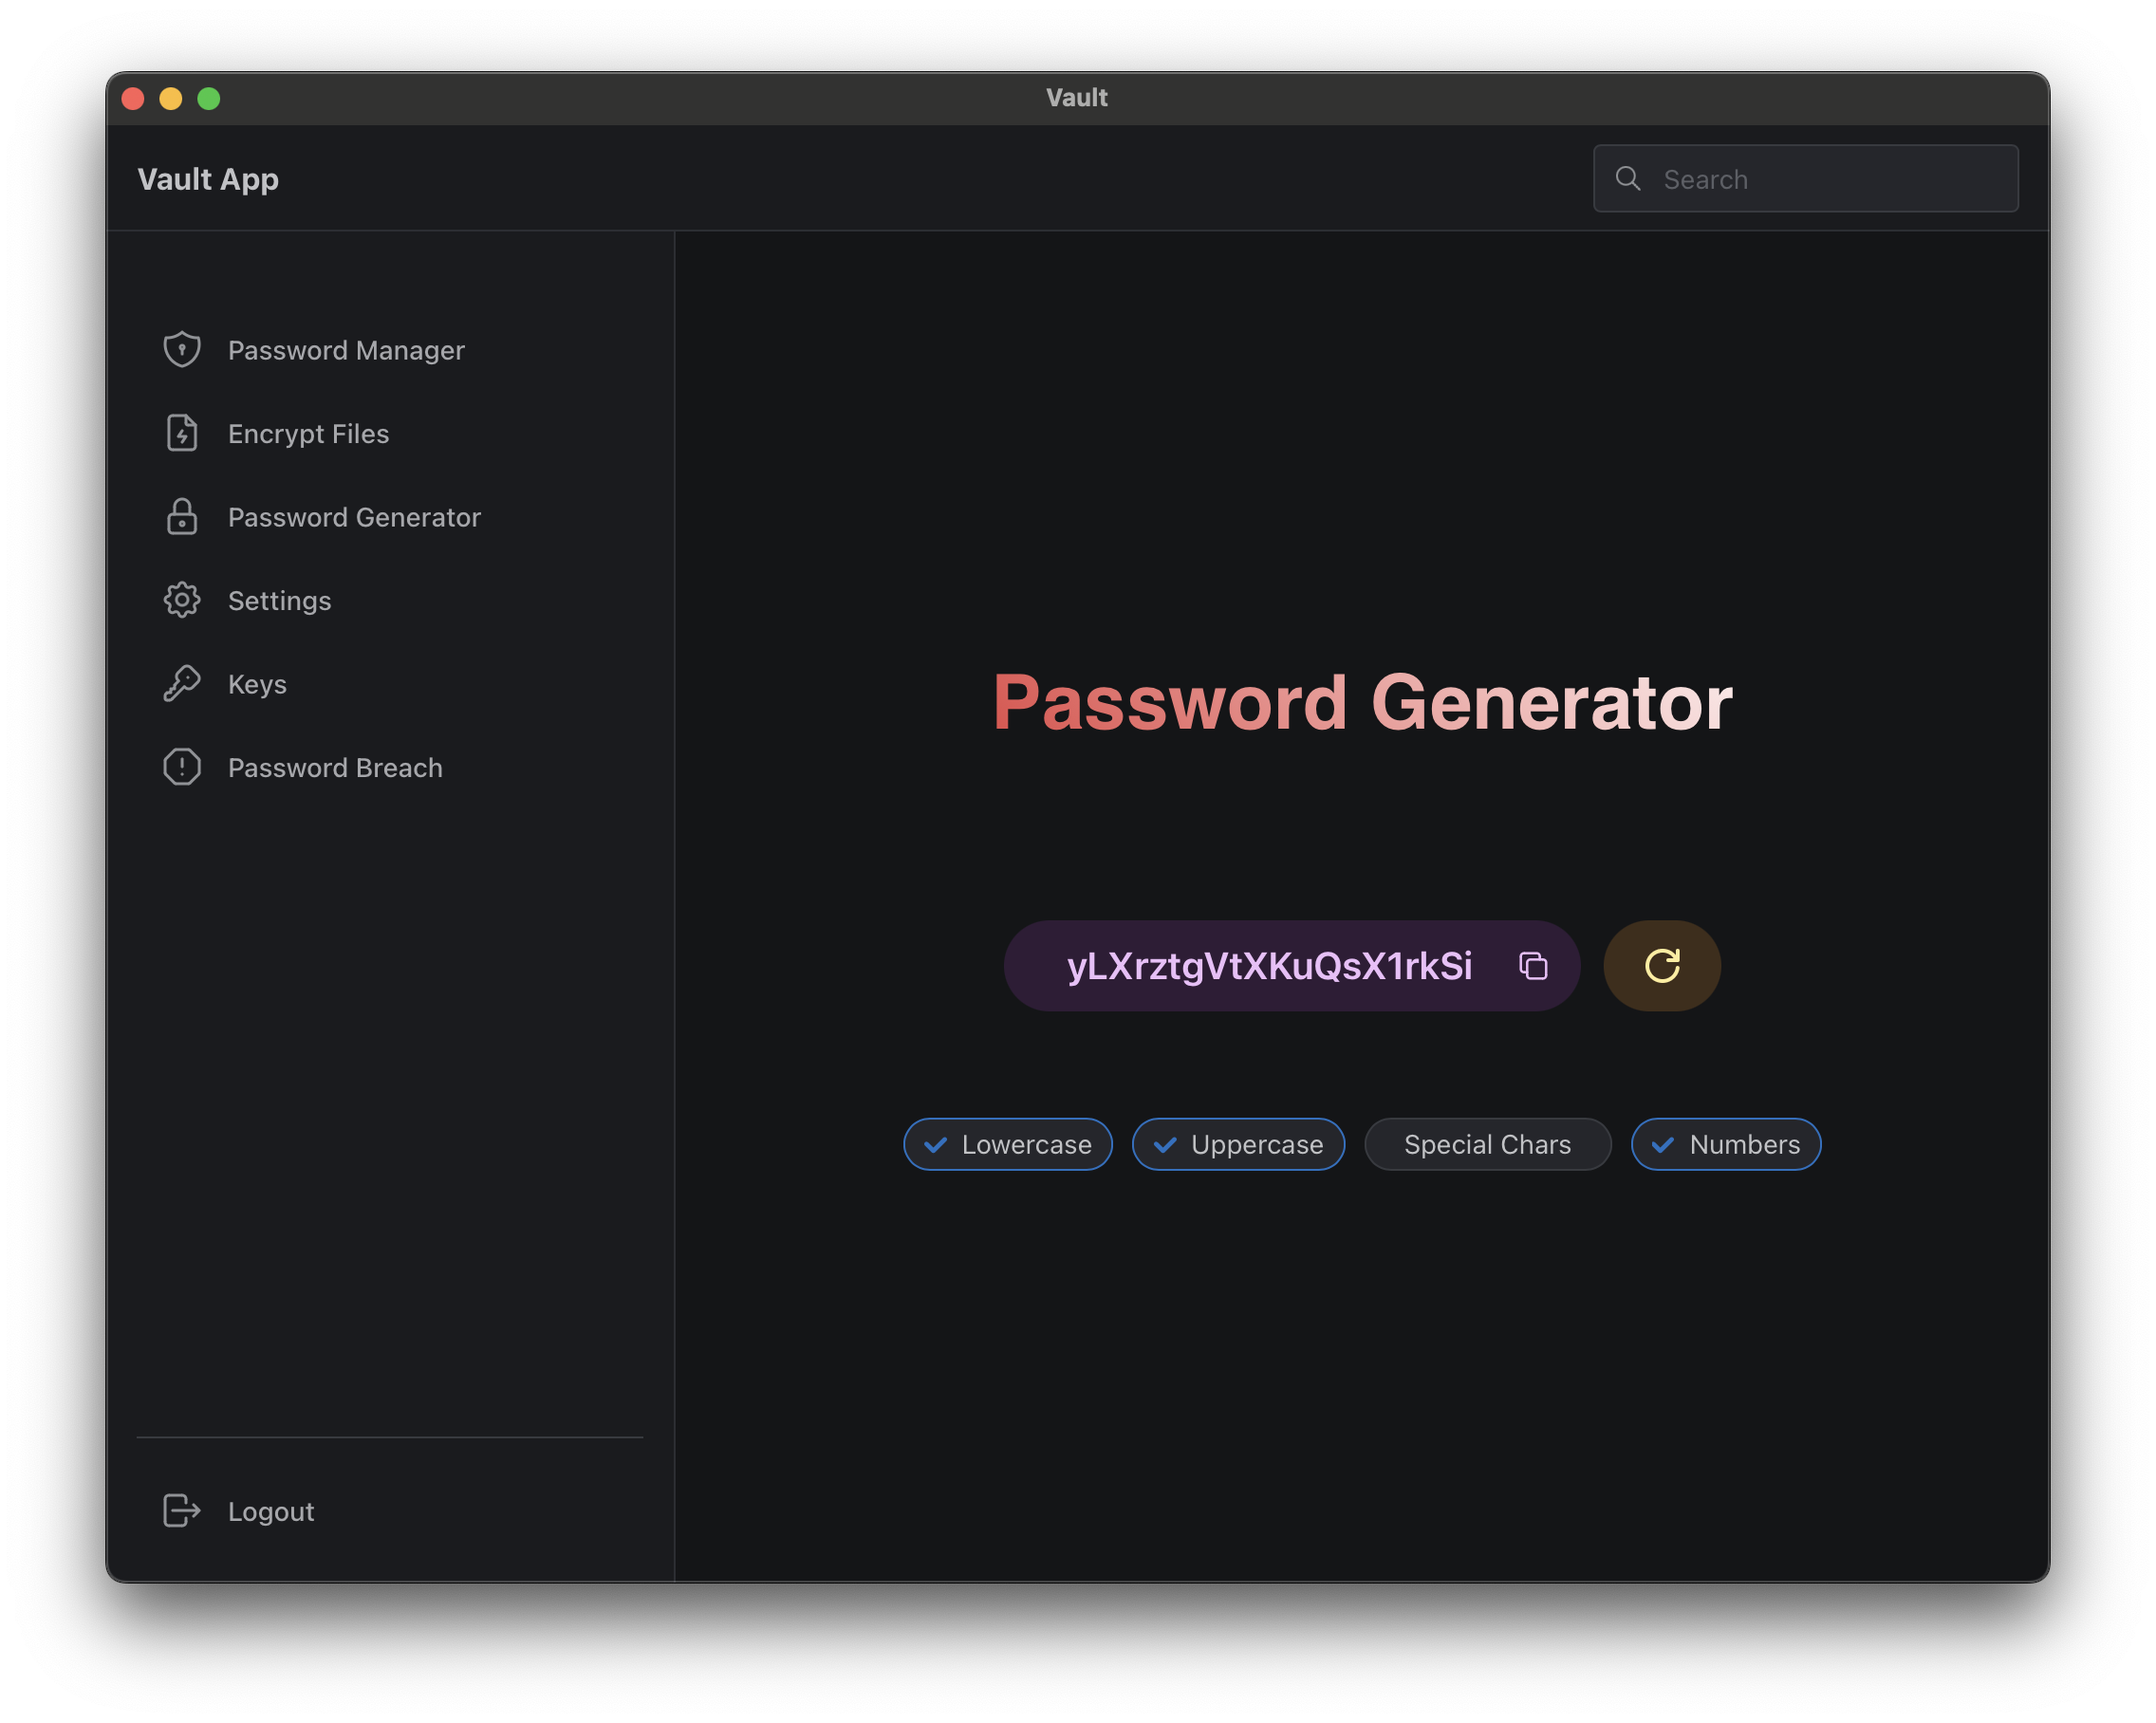 Vault
Vault App
Search
Password Manager
Encrypt Files
Password Generator
Settings
Keys
Password Breach
Logout
Password Generator
yLXrztgVtXKuQsX1rkSi
Lowercase Uppercase Special Chars Numbers